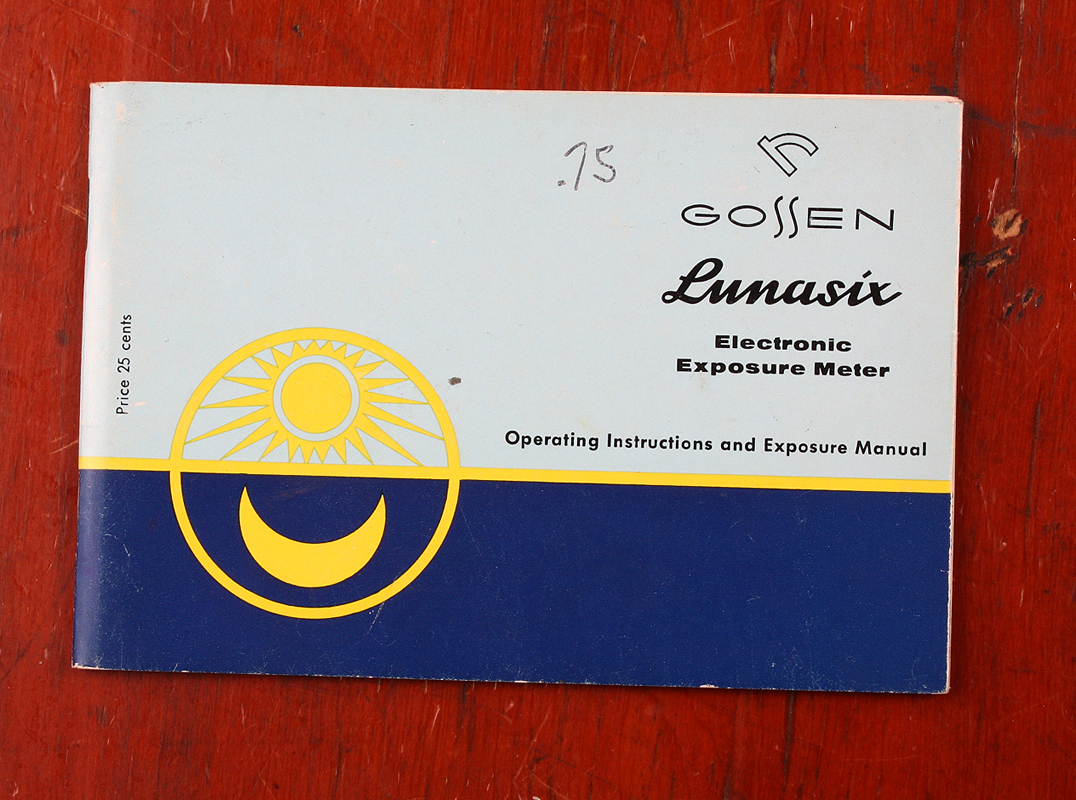 .75
GOSSEN
Lunasix
Electronic
Exposure Meter
Operating Instructions and Exposure Manual
Price 25 cents